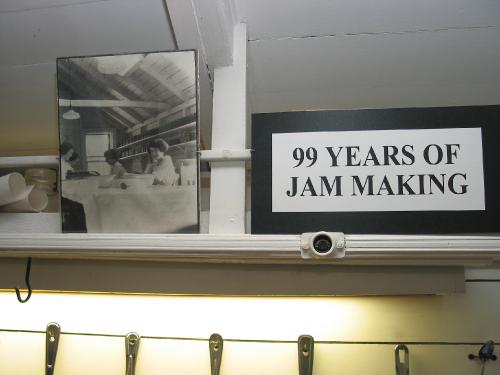 99 YEARS OF
JAM MAKING